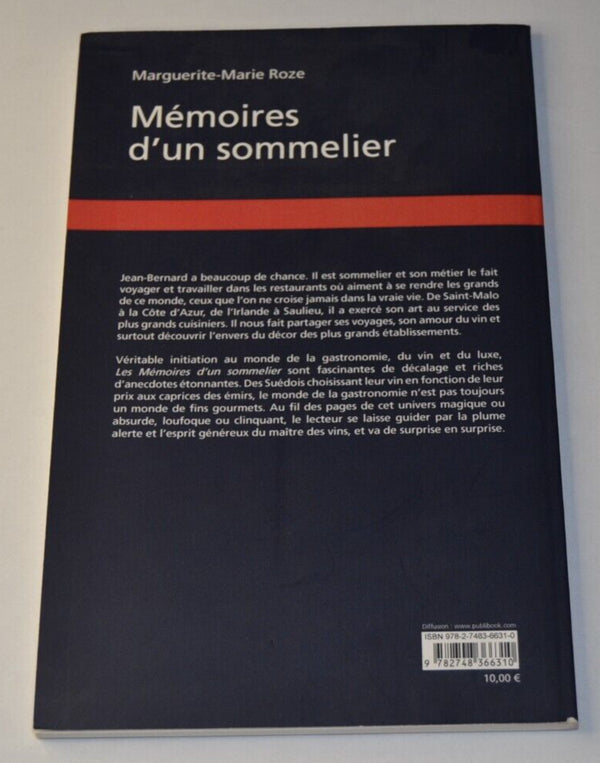 Marguerite-Marie Roze
Mémoires
d'un sommelier
Jean-Bernard a beaucoup de chance. Il est sommelier et son métier le fait
voyager et travailler dans les restaurants où aiment à se rendre les grands
de ce monde, ceux que l'on ne croise jamais dans la vraie vie. De Saint-Malo
à la Côte d'Azur, de l'Irlande à Saulieu, il a exercé son art au service des
plus grands cuisiniers. Il nous fait partager ses voyages, son amour du vin et
surtout découvrir l'envers du décor des plus grands établissements.
Véritable initiation au monde de la gastronomie, du vin et du luxe,
Les Mémoires d'un sommelier sont fascinantes de décalage et riches
d'anecdotes étonnantes. Des Suédois choisissant leur vin en fonction de leur
prix aux caprices des émirs, le monde de la gastronomie n'est pas toujours
un monde de fins gourmets. Au fil des pages de cet univers magique ou
absurde, loufoque ou clinquant, le lecteur se laisse guider par la plume
alerte et l'esprit généreux du maître des vins, et va de surprise en surprise.
Diffusion : www.publibook.com
ISBN 978-2-7483-6631-0
9 782748 366310
10,00 €